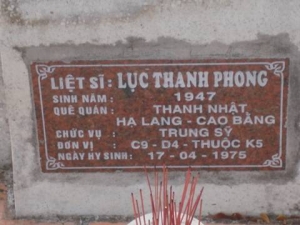 LIỆT SĨ: LỤC THANH PHONG
SINH NĂM: 1947
QUÊ QUÁN: THANH NHẬT
HẠ LANG - CAO BẰNG
CHỨC VỤ: TRUNG SỸ
ĐƠN VỊ: C9 - D4 - THUỘC K5
NGÀY HY SINH: 17 - 04 - 1975